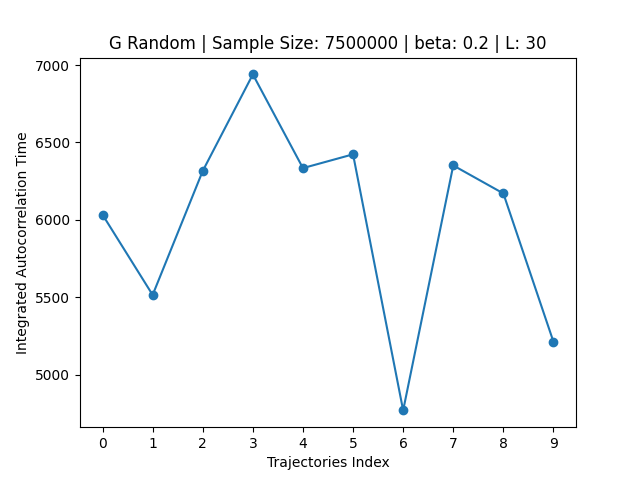 G Random | Sample Size: 7500000 | beta: 0.2 | L: 30
Integrated Autocorrelation Time
7000
6500
6000
5500
5000
0 1 2 3 4 5 6 7 8 9
Trajectories Index